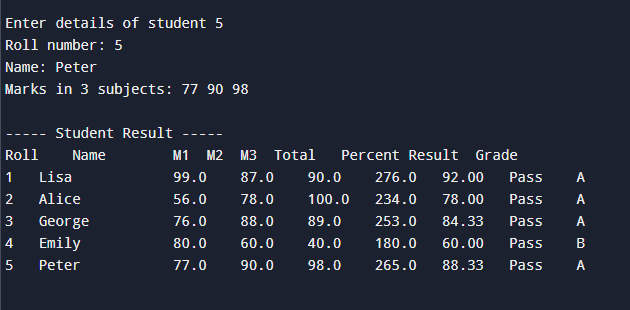 Enter details of student 5
Roll number: 5
Name: Peter
Marks in 3 subjects: 77 90 98
----- Student Result -----
Roll Name M1 M2 M3 Total Percent Result Grade
1 Lisa 99.0 87.0 90.0 276.0 92.00 Pass A
2 Alice 56.0 78.0 100.0 234.0 78.00 Pass A
3 George 76.0 88.0 89.0 253.0 84.33 Pass A
4 Emily 80.0 60.0 40.0 180.0 60.00 Pass B
5 Peter 77.0 90.0 98.0 265.0 88.33 Pass A